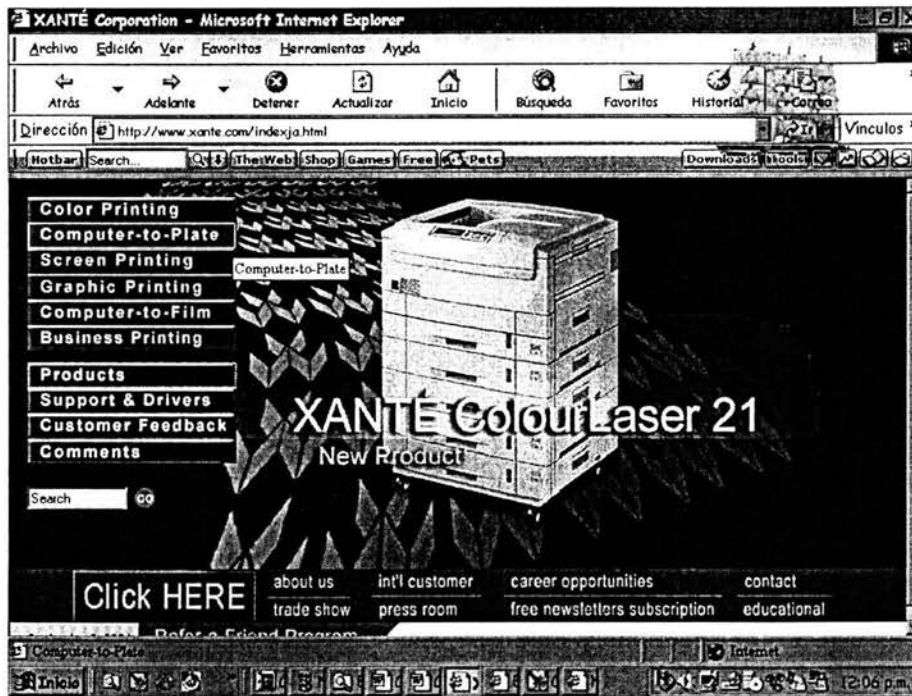 XANTÉ Corporation - Microsoft Internet Explorer
Archivo Edición Ver Favoritos Herramientas Ayuda
Atrás Adelante Detener Actualizar Inicio Búsqueda Favoritos Historial Correo
Dirección http://www.xante.com/indexja.html Ir Vínculos
Hotbar Search... The Web Shop Games Free Pets Downloads
Color Printing
Computer-to-Plate
Screen Printing
Computer-to-Plate
Graphic Printing
Computer-to-Film
Business Printing
Products
Support & Drivers
XANTÉ ColourLaser 21
Customer Feedback
Comments
New Product
Search GO
Click HERE
about us int'l customer career opportunities contact
trade show press room free newsletters subscription educational
Refer-a-Friend Program
Computer-to-Plate Internet
Inicio 12:06 p.m.